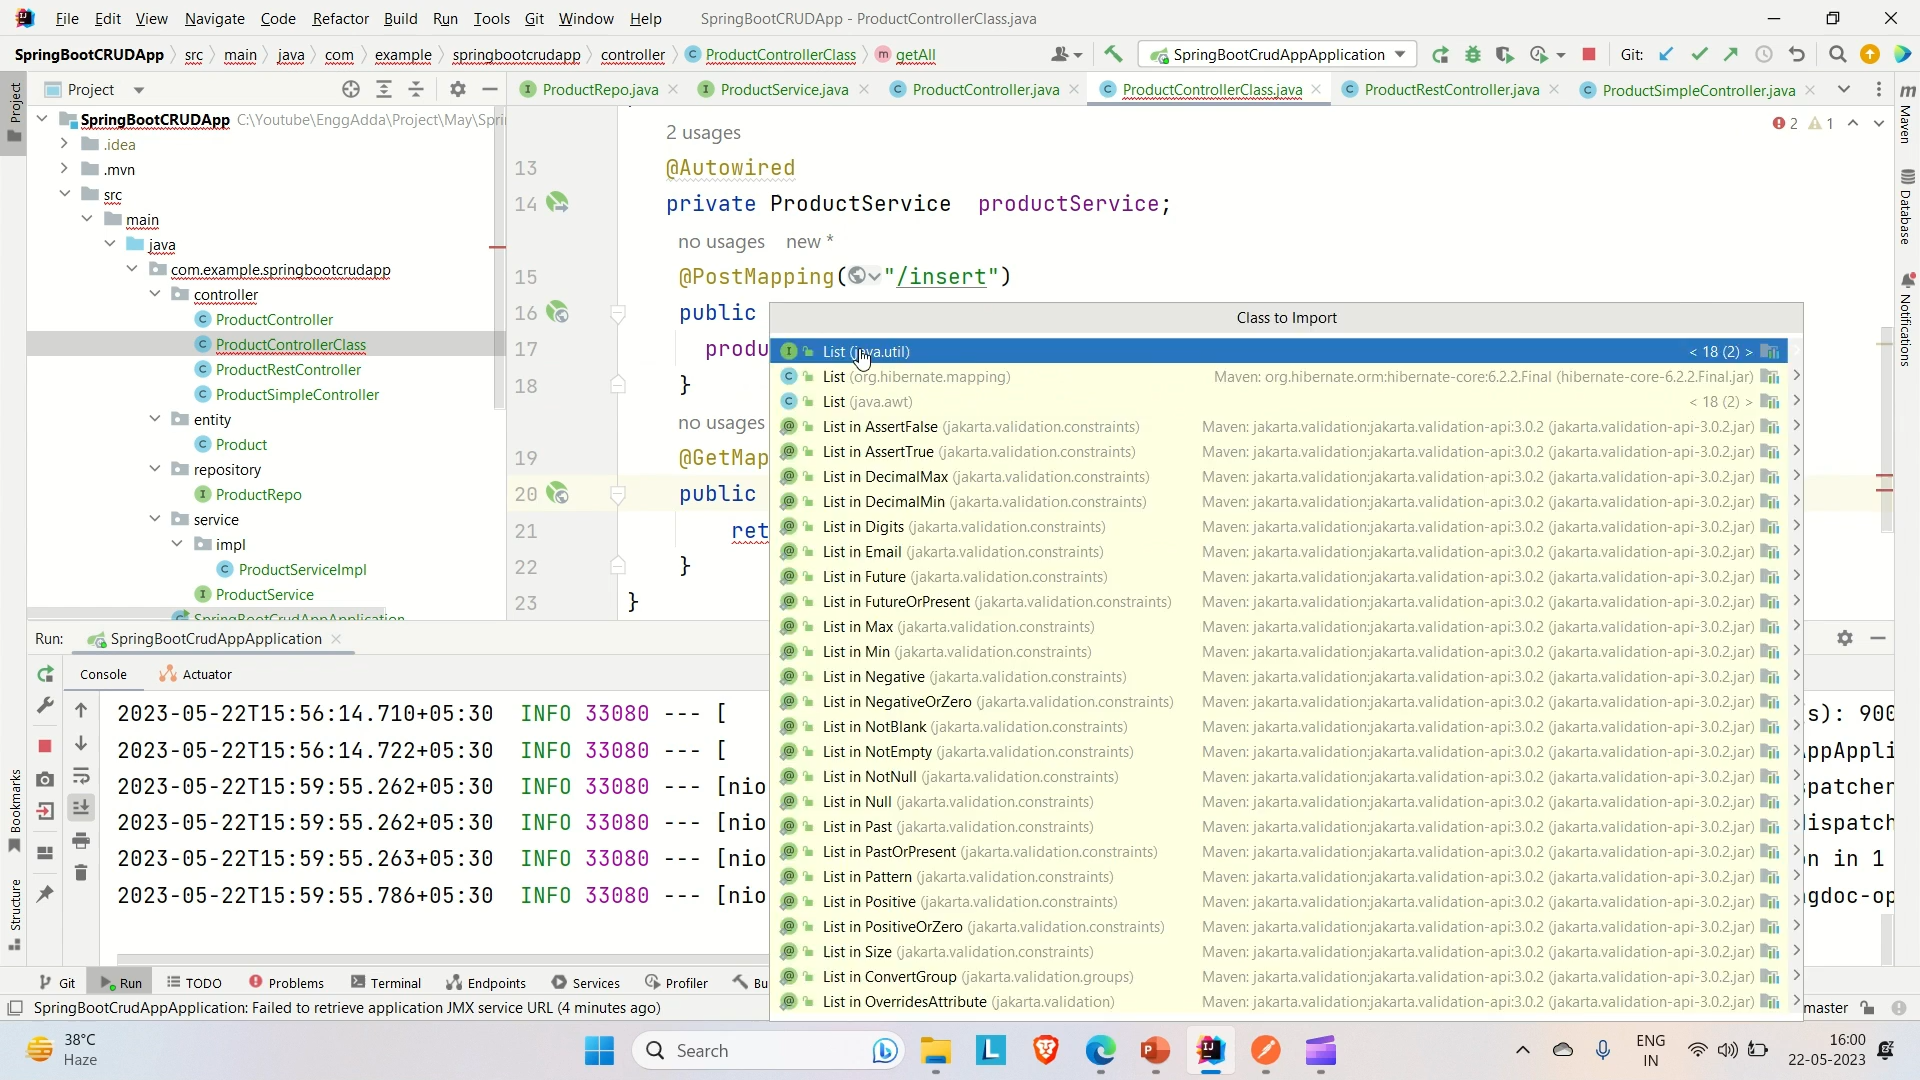 File Edit View Navigate Code Refactor Build Run Tools Git Window Help SpringBootCRUDApp - ProductControllerClass.java
SpringBootCRUDApp src main java com example springbootcrudapp controller ProductControllerClass getAll SpringBootCrudAppApplication Git:
Project ProductRepo.java ProductService.java ProductController.java ProductControllerClass.java ProductRestController.java ProductSimpleController.java
Project
Maven
Database
Notifications
Bookmarks
Structure
SpringBootCRUDApp C:\Youtube\EnggAdda\Project\May\Spri
.idea
.mvn
src
main
java
com.example.springbootcrudapp
controller
ProductController
ProductControllerClass
ProductRestController
ProductSimpleController
entity
Product
repository
ProductRepo
service
impl
ProductServiceImpl
ProductService
SpringBootCrudAppApplication
2 1
2 usages
13 @Autowired
14 private ProductService productService;
no usages new *
15 @PostMapping("/insert")
16 public
17 produ
18 }
no usages
19 @GetMap
20 public
21 ret
22 }
23 }
Class to Import
List (java.util) < 18 (2) >
List (org.hibernate.mapping) Maven: org.hibernate.orm:hibernate-core:6.2.2.Final (hibernate-core-6.2.2.Final.jar)
List (java.awt) < 18 (2) >
List in AssertFalse (jakarta.validation.constraints) Maven: jakarta.validation:jakarta.validation-api:3.0.2 (jakarta.validation-api-3.0.2.jar)
List in AssertTrue (jakarta.validation.constraints) Maven: jakarta.validation:jakarta.validation-api:3.0.2 (jakarta.validation-api-3.0.2.jar)
List in DecimalMax (jakarta.validation.constraints) Maven: jakarta.validation:jakarta.validation-api:3.0.2 (jakarta.validation-api-3.0.2.jar)
List in DecimalMin (jakarta.validation.constraints) Maven: jakarta.validation:jakarta.validation-api:3.0.2 (jakarta.validation-api-3.0.2.jar)
List in Digits (jakarta.validation.constraints) Maven: jakarta.validation:jakarta.validation-api:3.0.2 (jakarta.validation-api-3.0.2.jar)
List in Email (jakarta.validation.constraints) Maven: jakarta.validation:jakarta.validation-api:3.0.2 (jakarta.validation-api-3.0.2.jar)
List in Future (jakarta.validation.constraints) Maven: jakarta.validation:jakarta.validation-api:3.0.2 (jakarta.validation-api-3.0.2.jar)
List in FutureOrPresent (jakarta.validation.constraints) Maven: jakarta.validation:jakarta.validation-api:3.0.2 (jakarta.validation-api-3.0.2.jar)
List in Max (jakarta.validation.constraints) Maven: jakarta.validation:jakarta.validation-api:3.0.2 (jakarta.validation-api-3.0.2.jar)
List in Min (jakarta.validation.constraints) Maven: jakarta.validation:jakarta.validation-api:3.0.2 (jakarta.validation-api-3.0.2.jar)
List in Negative (jakarta.validation.constraints) Maven: jakarta.validation:jakarta.validation-api:3.0.2 (jakarta.validation-api-3.0.2.jar)
List in NegativeOrZero (jakarta.validation.constraints) Maven: jakarta.validation:jakarta.validation-api:3.0.2 (jakarta.validation-api-3.0.2.jar)
List in NotBlank (jakarta.validation.constraints) Maven: jakarta.validation:jakarta.validation-api:3.0.2 (jakarta.validation-api-3.0.2.jar)
List in NotEmpty (jakarta.validation.constraints) Maven: jakarta.validation:jakarta.validation-api:3.0.2 (jakarta.validation-api-3.0.2.jar)
List in NotNull (jakarta.validation.constraints) Maven: jakarta.validation:jakarta.validation-api:3.0.2 (jakarta.validation-api-3.0.2.jar)
List in Null (jakarta.validation.constraints) Maven: jakarta.validation:jakarta.validation-api:3.0.2 (jakarta.validation-api-3.0.2.jar)
List in Past (jakarta.validation.constraints) Maven: jakarta.validation:jakarta.validation-api:3.0.2 (jakarta.validation-api-3.0.2.jar)
List in PastOrPresent (jakarta.validation.constraints) Maven: jakarta.validation:jakarta.validation-api:3.0.2 (jakarta.validation-api-3.0.2.jar)
List in Pattern (jakarta.validation.constraints) Maven: jakarta.validation:jakarta.validation-api:3.0.2 (jakarta.validation-api-3.0.2.jar)
List in Positive (jakarta.validation.constraints) Maven: jakarta.validation:jakarta.validation-api:3.0.2 (jakarta.validation-api-3.0.2.jar)
List in PositiveOrZero (jakarta.validation.constraints) Maven: jakarta.validation:jakarta.validation-api:3.0.2 (jakarta.validation-api-3.0.2.jar)
List in Size (jakarta.validation.constraints) Maven: jakarta.validation:jakarta.validation-api:3.0.2 (jakarta.validation-api-3.0.2.jar)
List in ConvertGroup (jakarta.validation.groups) Maven: jakarta.validation:jakarta.validation-api:3.0.2 (jakarta.validation-api-3.0.2.jar)
List in OverridesAttribute (jakarta.validation) Maven: jakarta.validation:jakarta.validation-api:3.0.2 (jakarta.validation-api-3.0.2.jar)
Run: SpringBootCrudAppApplication
Console Actuator
2023-05-22T15:56:14.710+05:30 INFO 33080 --- [ s): 900
2023-05-22T15:56:14.722+05:30 INFO 33080 --- [ AppAppli
2023-05-22T15:59:55.262+05:30 INFO 33080 --- [nio patcher
2023-05-22T15:59:55.262+05:30 INFO 33080 --- [nio ispatch
2023-05-22T15:59:55.263+05:30 INFO 33080 --- [nio n in 1
2023-05-22T15:59:55.786+05:30 INFO 33080 --- [nio gdoc-op
Git Run TODO Problems Terminal Endpoints Services Profiler Bu
SpringBootCrudAppApplication: Failed to retrieve application JMX service URL (4 minutes ago) master
38°C
Haze
Search
ENG
IN
16:00
22-05-2023